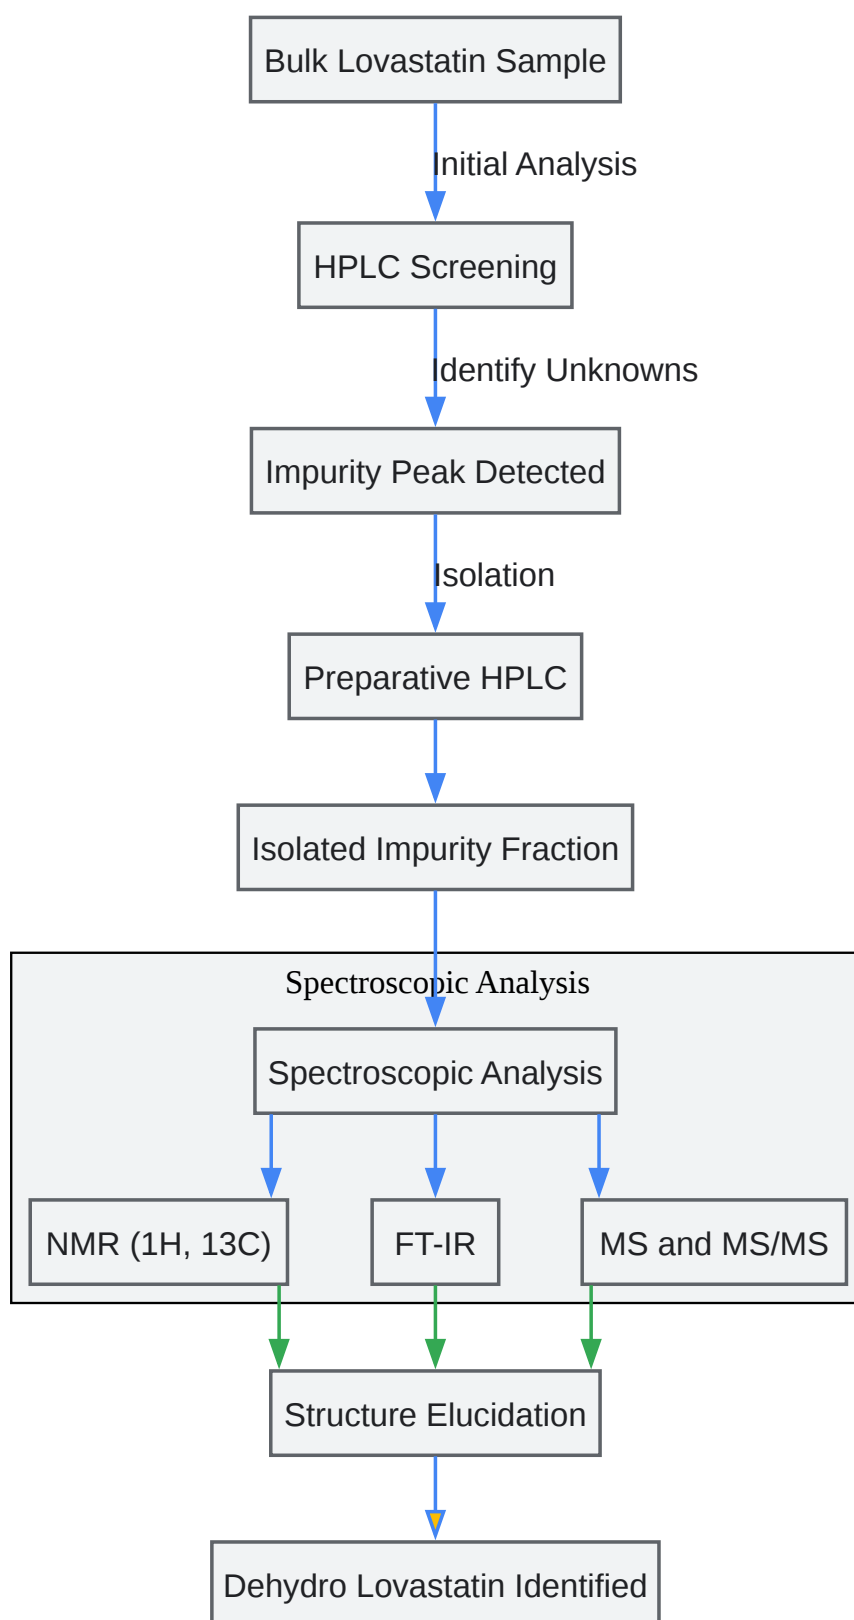 Bulk Lovastatin Sample
Initial Analysis
HPLC Screening
Identify Unknowns
Impurity Peak Detected
Isolation
Preparative HPLC
Isolated Impurity Fraction
Spectroscopic Analysis
Spectroscopic Analysis
NMR (1H, 13C)
FT-IR
MS and MS/MS
Structure Elucidation
Dehydro Lovastatin Identified